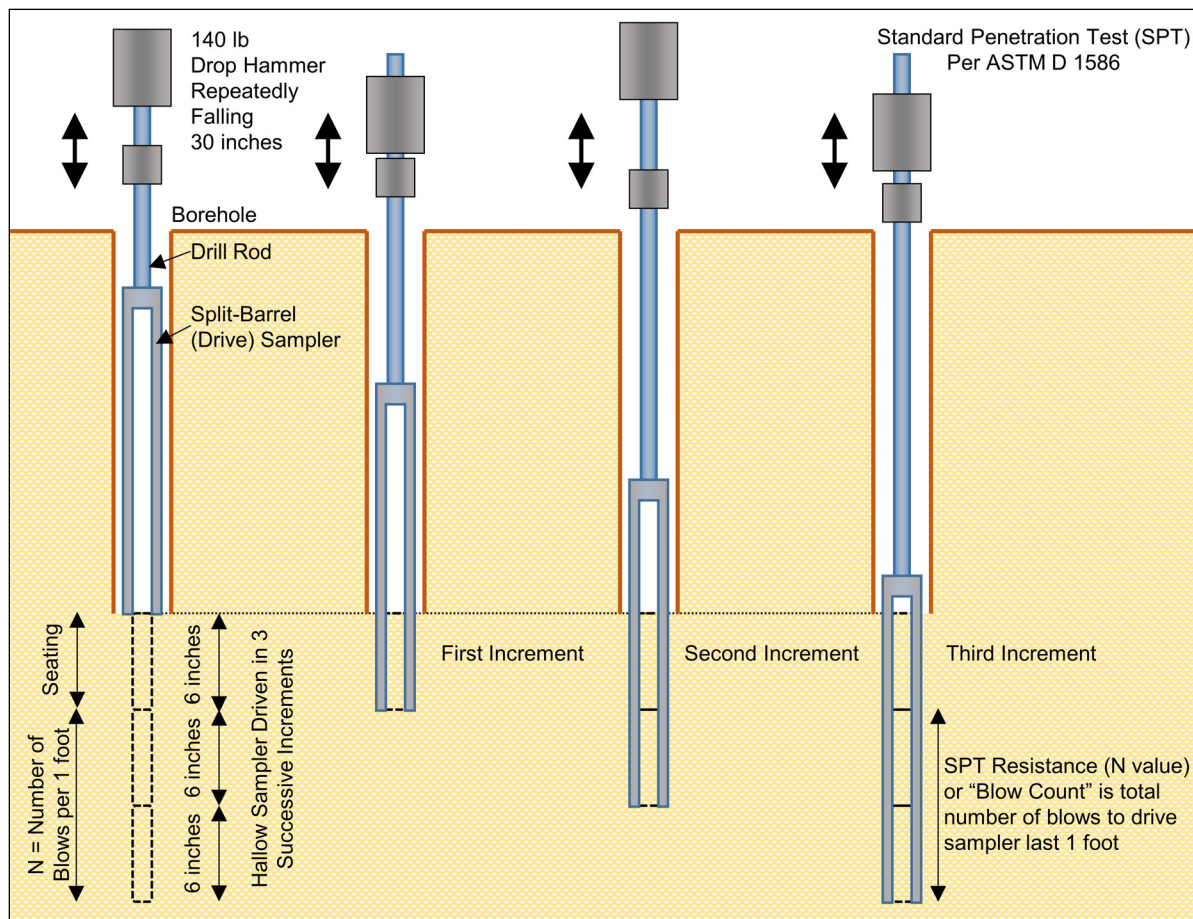 140 lb
Drop Hammer
Repeatedly
Falling
30 inches
Standard Penetration Test (SPT)
Per ASTM D 1586
Borehole
Drill Rod
Split-Barrel
(Drive) Sampler
Seating
N = Number of
Blows per 1 foot
6 inches
6 inches
6 inches
Hallow Sampler Driven in 3
Successive Increments
First Increment
Second Increment
Third Increment
SPT Resistance (N value)
or “Blow Count” is total
number of blows to drive
sampler last 1 foot